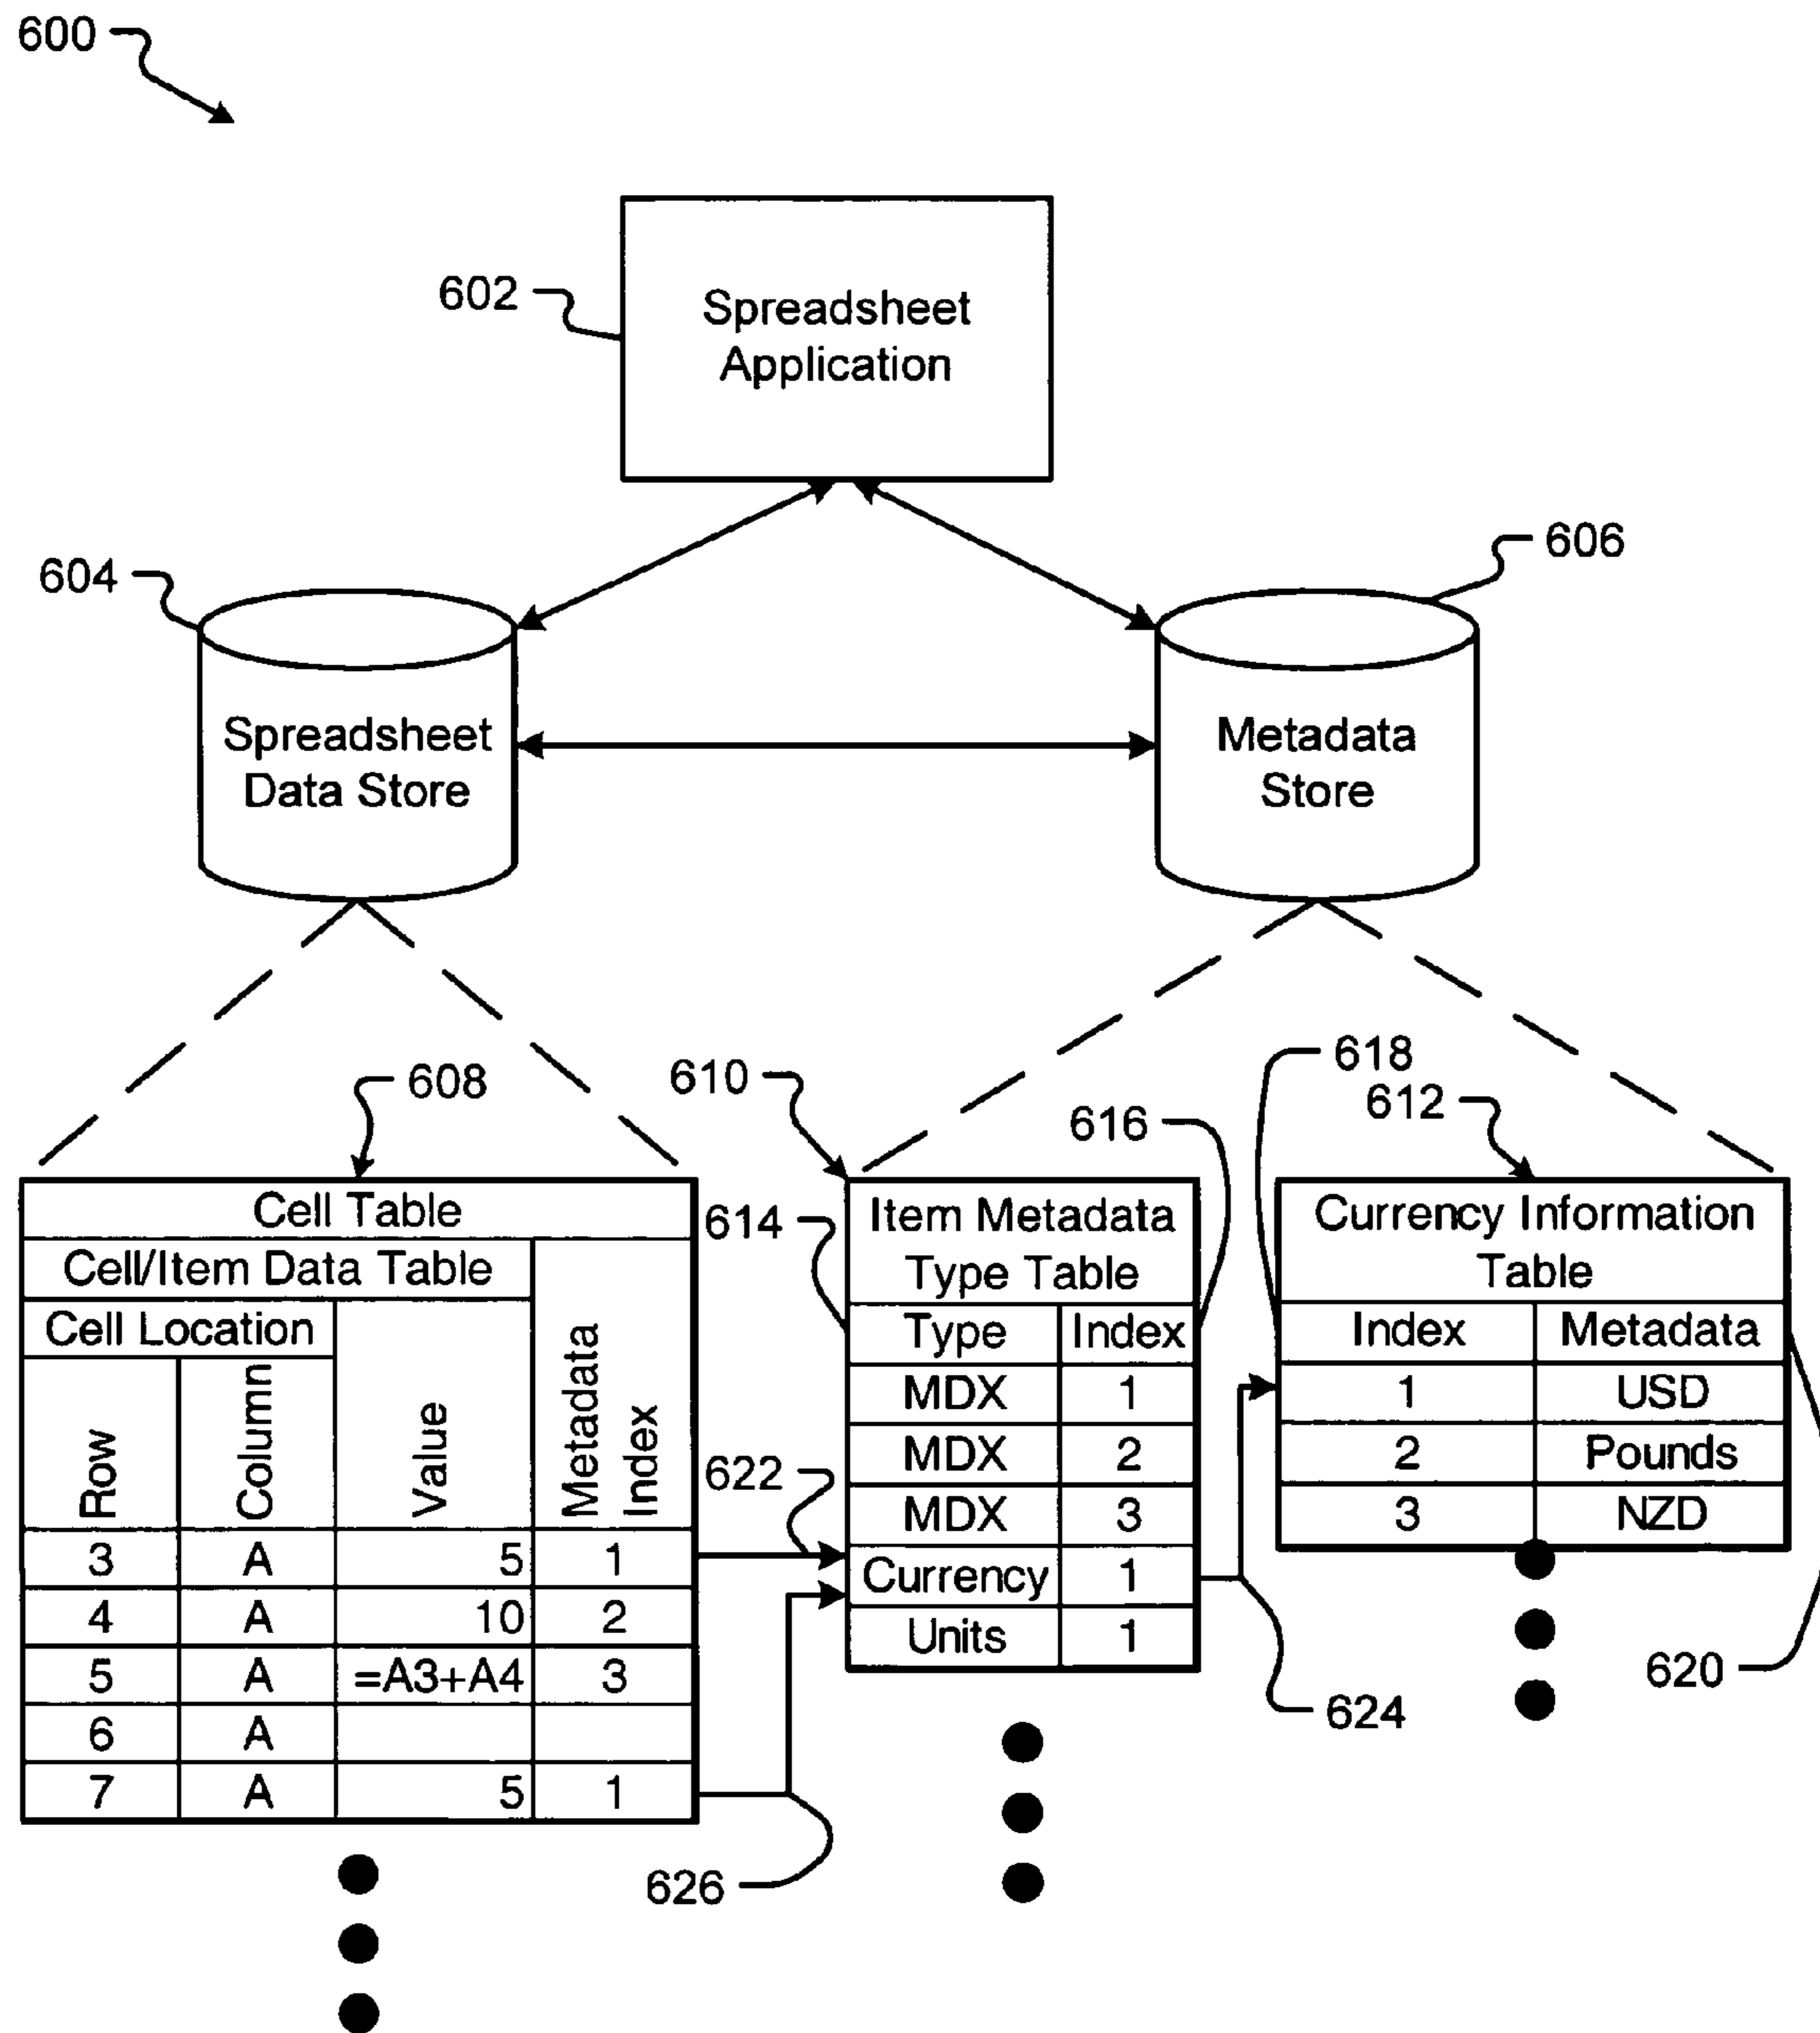 600
602
Spreadsheet
Application
604
606
Spreadsheet
Data Store
Metadata
Store
608
610
618
612
616
614
Cell Table
Cell/Item Data Table
Cell Location
Row
Column
Value
Metadata
Index
3 A 5 1
4 A 10 2
5 A =A3+A4 3
6 A
7 A 5 1
622
626
Item Metadata
Type Table
Type Index
MDX 1
MDX 2
MDX 3
Currency 1
Units 1
624
Currency Information
Table
Index Metadata
1 USD
2 Pounds
3 NZD
620